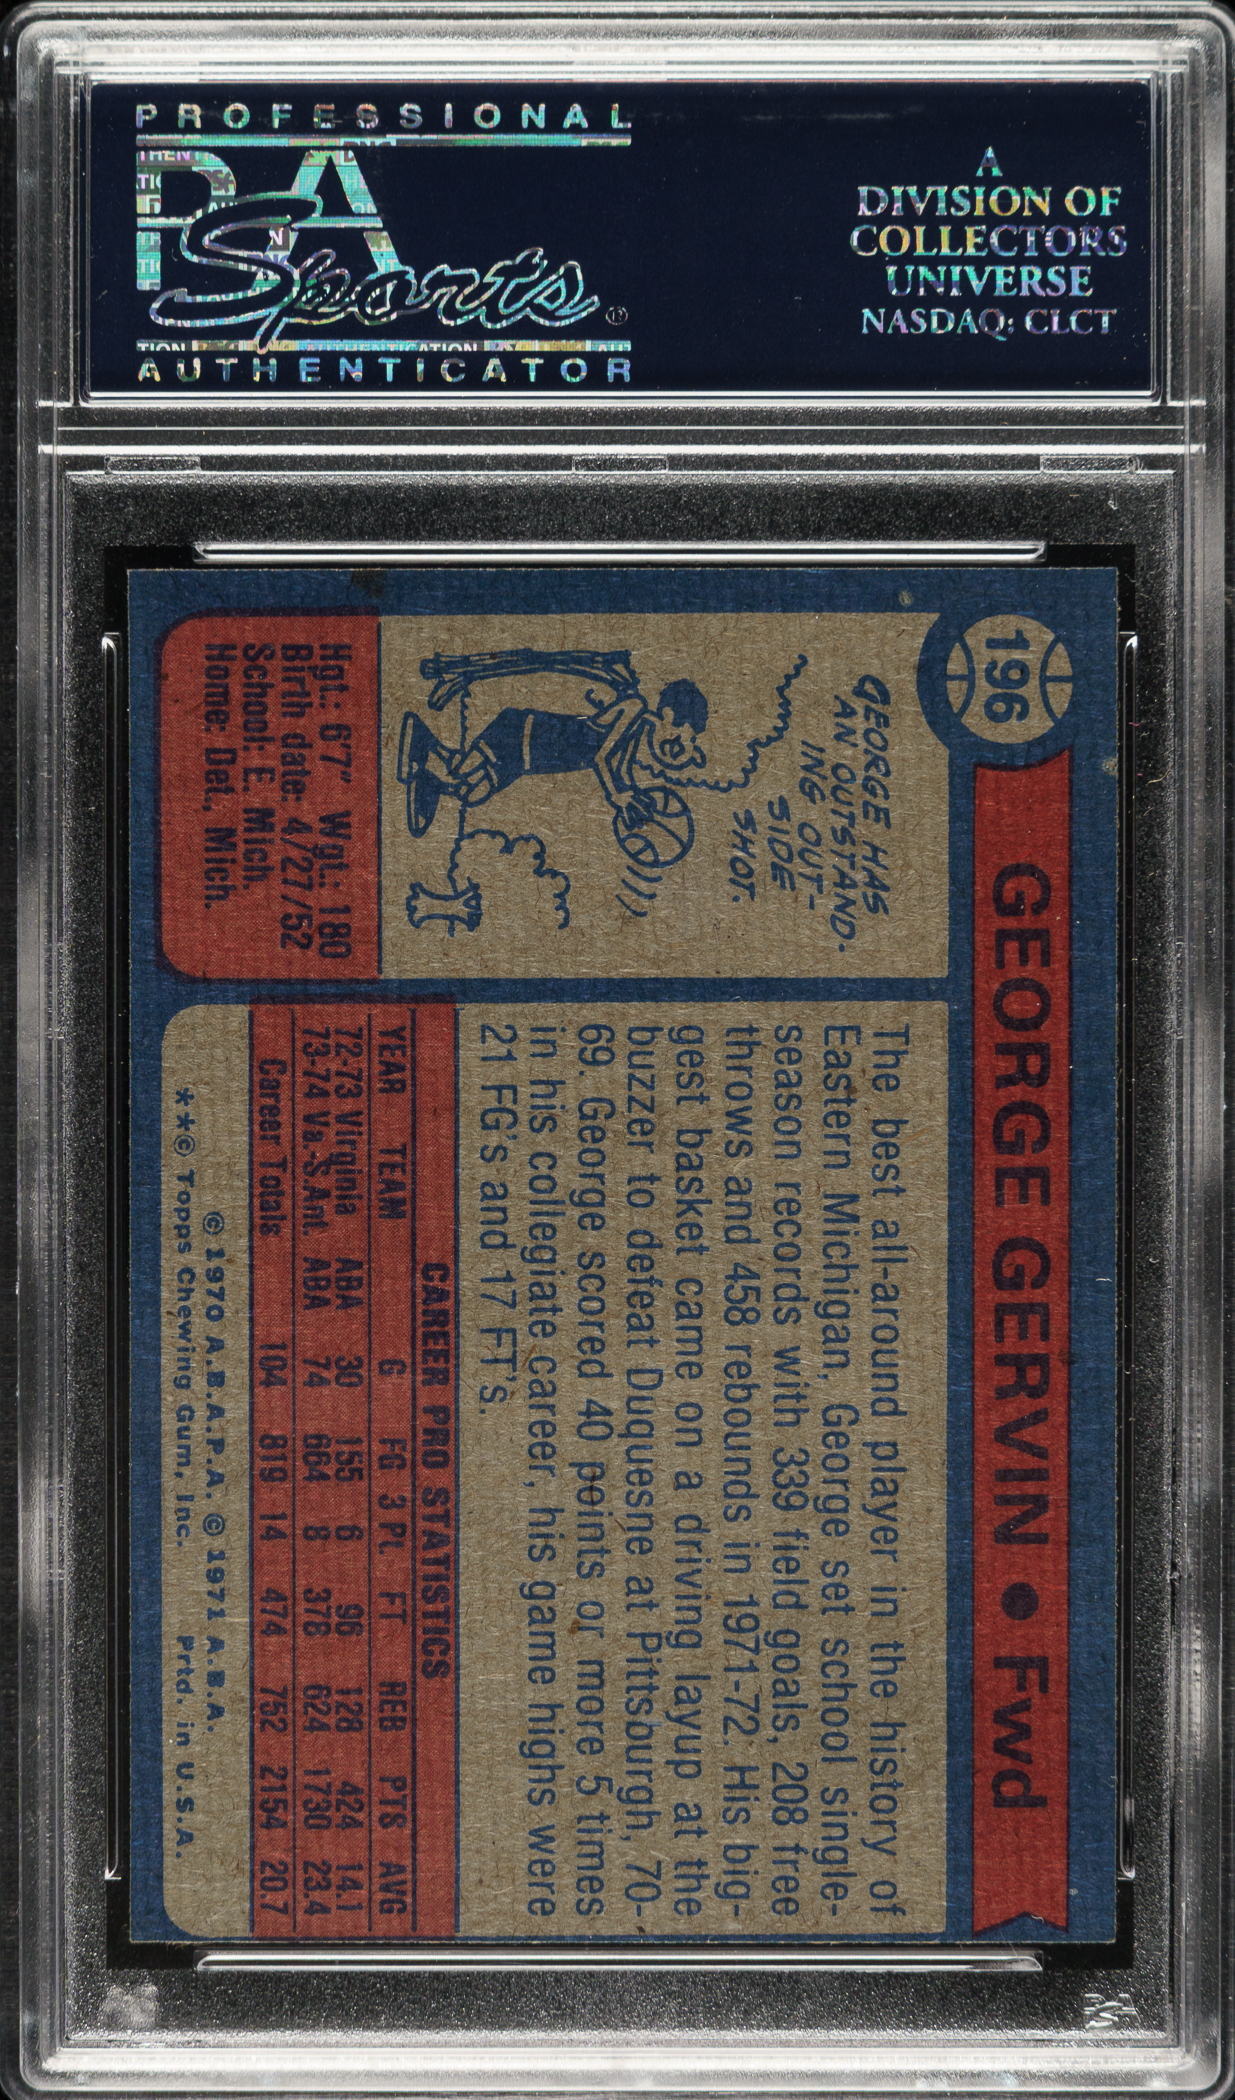 PROFESSIONAL
PSA
Sports
AUTHENTICATOR
A
DIVISION OF
COLLECTORS
UNIVERSE
NASDAQ: CLCT
196
GEORGE GERVIN • Fwd
GEORGE HAS
AN OUTSTAND-
ING OUT-
SIDE
SHOT.
Hgt.: 6'7" Wgt.: 180
Birth date: 4/27/52
School: E. Mich.
Home: Det., Mich.
The best all-around player in the history of
Eastern Michigan, George set school single-
season records with 339 field goals, 208 free
throws and 458 rebounds in 1971-72. His big-
gest basket came on a driving layup at the
buzzer to defeat Duquesne at Pittsburgh, 70-
69. George scored 40 points or more 5 times
in his collegiate career, his game highs were
21 FG's and 17 FT's.
CAREER PRO STATISTICS
YEAR TEAM G FG 3 Pt. FT REB PTS AVG
72-73 Virginia ABA 30 155 6 96 128 424 14.1
73-74 Va.S.Ant. ABA 74 664 8 378 624 1730 23.4
Career Totals 104 819 14 474 752 2154 20.7
© 1970 A.B.A.P.A. © 1971 A.B.A.
**© Topps Chewing Gum, Inc. Prtd. in U.S.A.